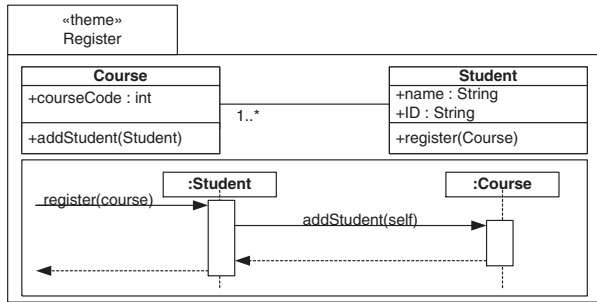 «theme»
Register
Course
+courseCode : int
+addStudent(Student)
1..*
Student
+name : String
+ID : String
+register(Course)
:Student
:Course
register(course)
addStudent(self)